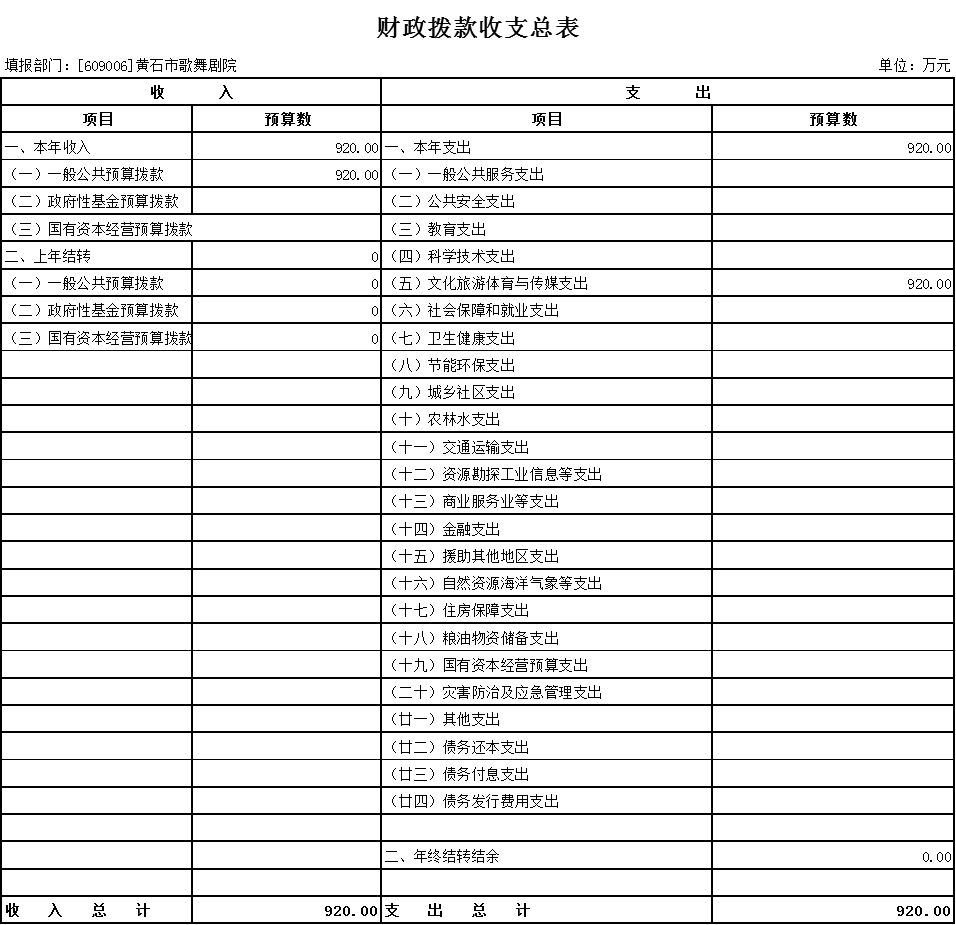 财政拨款收支总表
填报部门：[609006]黄石市歌舞剧院 单位：万元
收 入 支 出
项目 预算数 项目 预算数
一、本年收入 920.00 一、本年支出 920.00
（一）一般公共预算拨款 920.00 （一）一般公共服务支出
（二）政府性基金预算拨款 （二）公共安全支出
（三）国有资本经营预算拨款 （三）教育支出
二、上年结转 0 （四）科学技术支出
（一）一般公共预算拨款 0 （五）文化旅游体育与传媒支出 920.00
（二）政府性基金预算拨款 0 （六）社会保障和就业支出
（三）国有资本经营预算拨款 0 （七）卫生健康支出
（八）节能环保支出
（九）城乡社区支出
（十）农林水支出
（十一）交通运输支出
（十二）资源勘探工业信息等支出
（十三）商业服务业等支出
（十四）金融支出
（十五）援助其他地区支出
（十六）自然资源海洋气象等支出
（十七）住房保障支出
（十八）粮油物资储备支出
（十九）国有资本经营预算支出
（二十）灾害防治及应急管理支出
（廿一）其他支出
（廿二）债务还本支出
（廿三）债务付息支出
（廿四）债务发行费用支出
二、年终结转结余 0.00
收 入 总 计 920.00 支 出 总 计 920.00